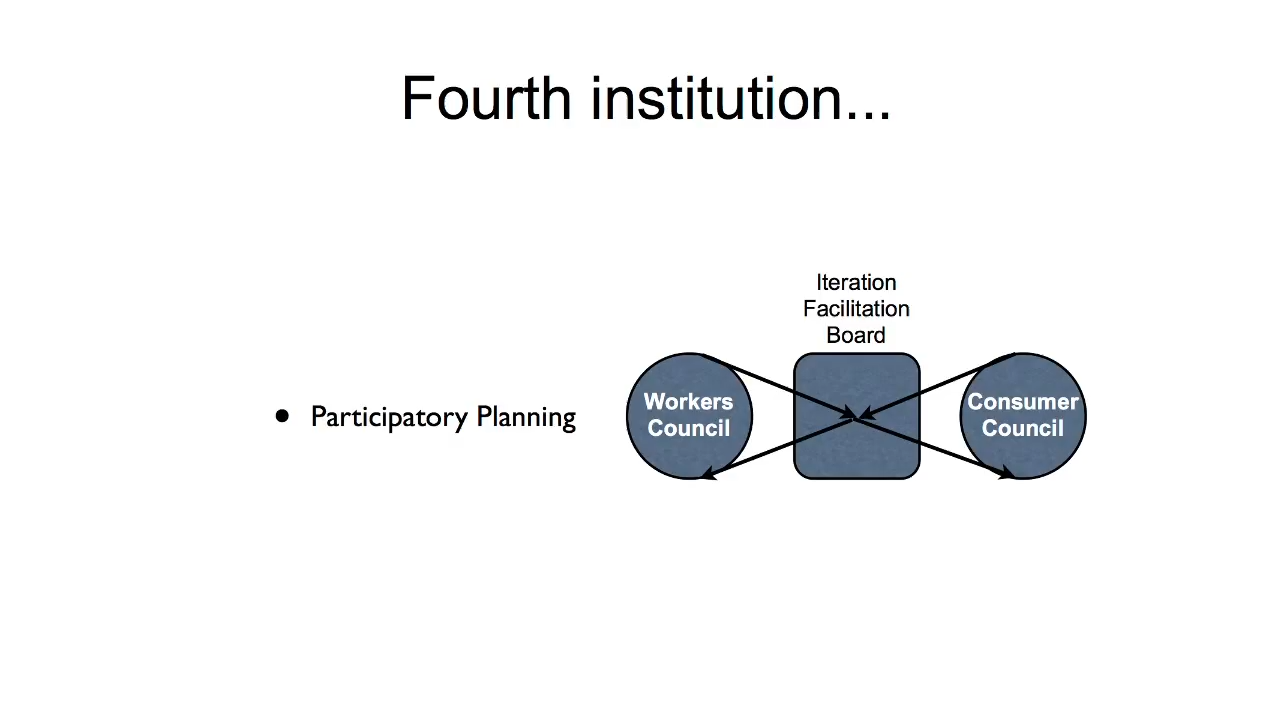 Fourth institution...
Iteration
Facilitation
Board
• Participatory Planning
Workers
Council
Consumer
Council